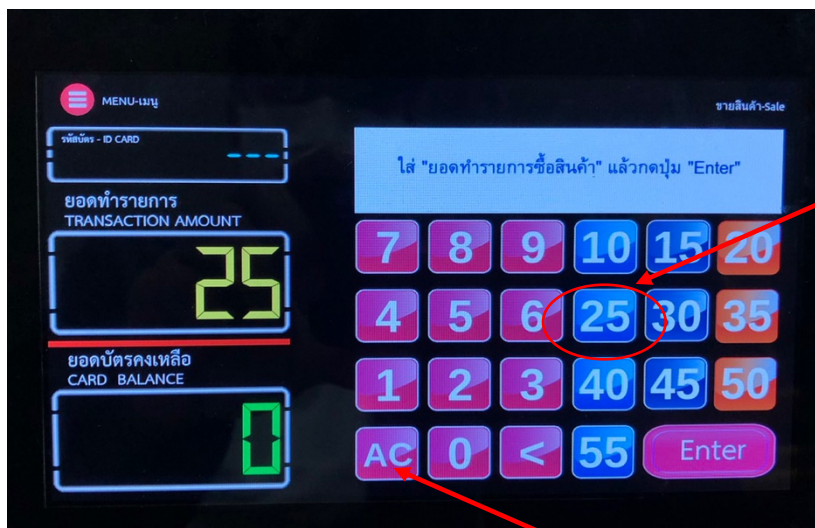 MENU-เมนู
ขายสินค้า-Sale
รหัสบัตร - ID CARD
---
ใส่ "ยอดทำรายการซื้อสินค้า" แล้วกดปุ่ม "Enter"
ยอดทำรายการ
TRANSACTION AMOUNT
25
ยอดบัตรคงเหลือ
CARD BALANCE
0
7 8 9 10 15 20
4 5 6 25 30 35
1 2 3 40 45 50
AC 0 < 55 Enter